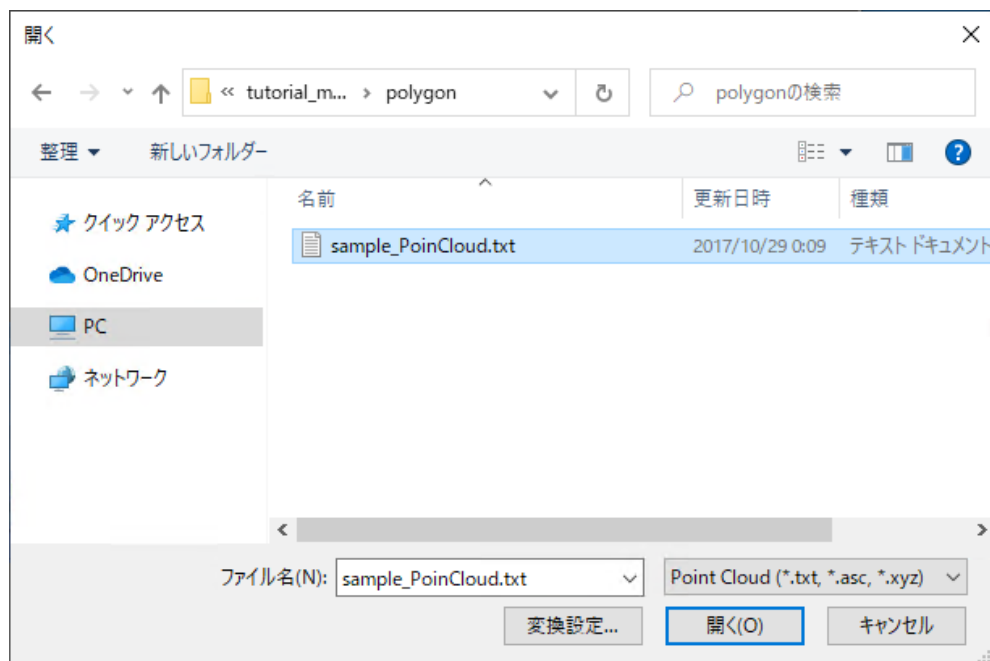 開く
« tutorial_m... › polygon
polygonの検索
整理
新しいフォルダー
名前
更新日時
種類
クイック アクセス
OneDrive
PC
ネットワーク
sample_PoinCloud.txt
2017/10/29 0:09
テキスト ドキュメント
ファイル名(N):
sample_PoinCloud.txt
Point Cloud (*.txt, *.asc, *.xyz)
変換設定...
開く(O)
キャンセル